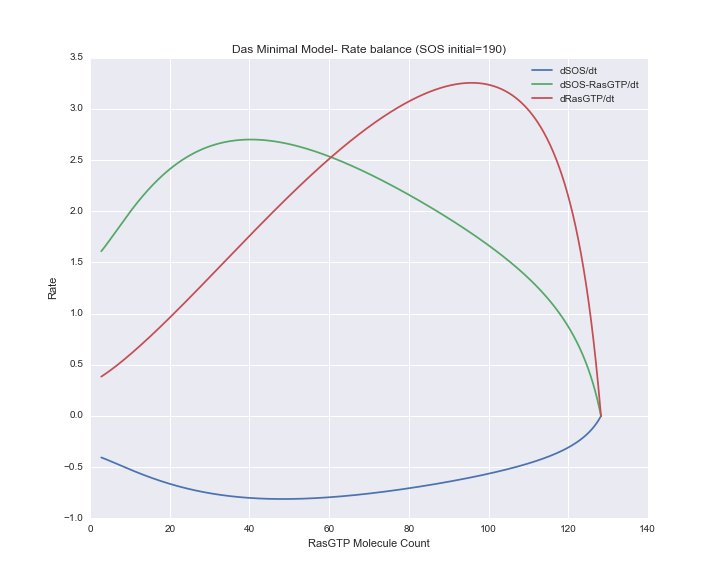 Das Minimal Model- Rate balance (SOS initial=190)
3.5
3.0
2.5
2.0
1.5
1.0
0.5
0.0
−0.5
−1.0
Rate
dSOS/dt
dSOS-RasGTP/dt
dRasGTP/dt
0 20 40 60 80 100 120 140
RasGTP Molecule Count